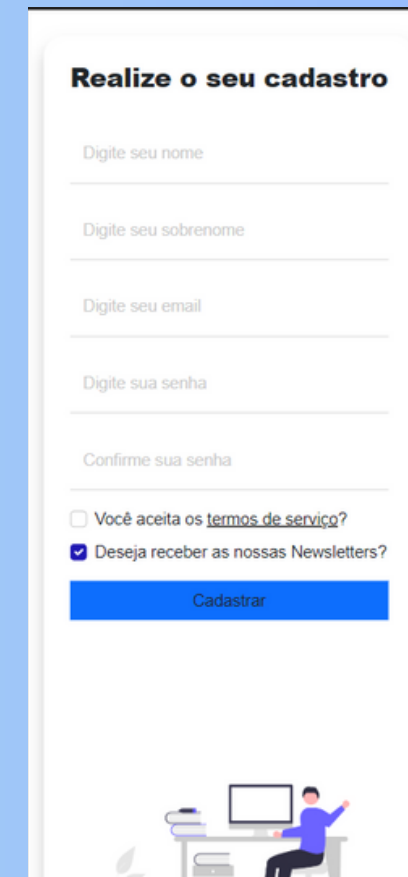 Realize o seu cadastro
Digite seu nome
Digite seu sobrenome
Digite seu email
Digite sua senha
Confirme sua senha
Você aceita os termos de serviço?
Deseja receber as nossas Newsletters?
Cadastrar